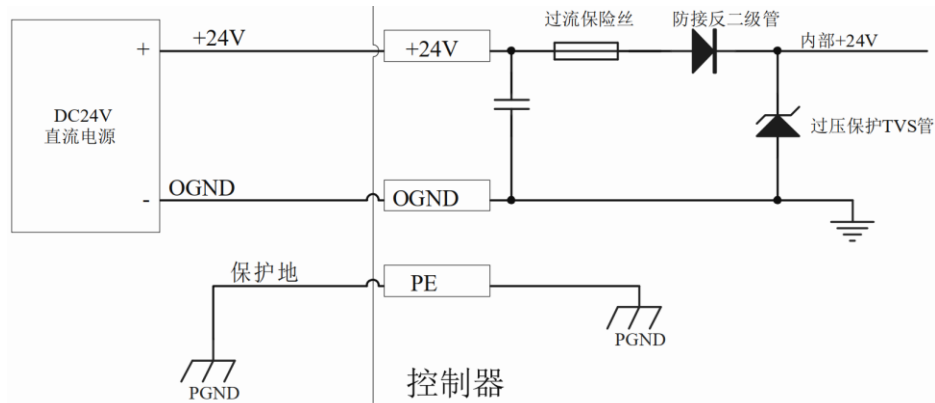 过流保险丝
防接反二级管
+
+24V
+24V
内部+24V
DC24V
直流电源
过压保护TVS管
-
OGND
OGND
保护地
PE
PGND
PGND
控制器